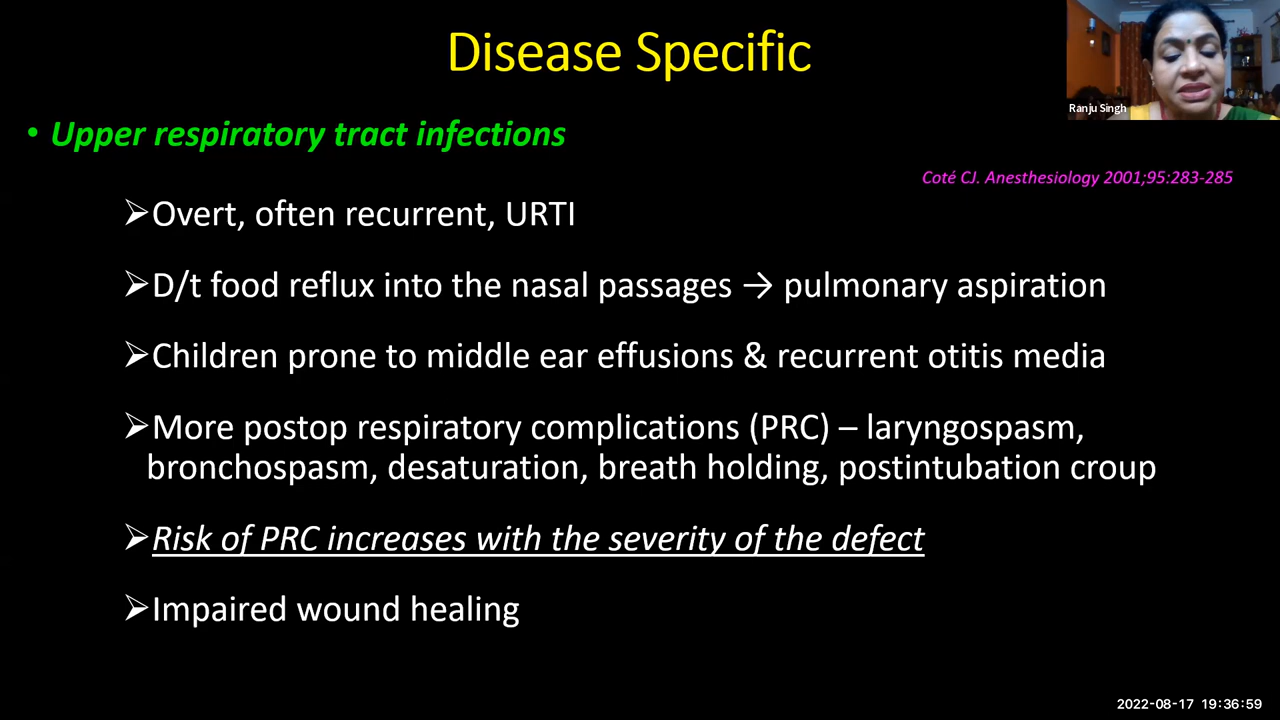 Disease Specific
Ranju Singh
• Upper respiratory tract infections
Coté CJ. Anesthesiology 2001;95:283-285
➢Overt, often recurrent, URTI
➢D/t food reflux into the nasal passages → pulmonary aspiration
➢Children prone to middle ear effusions & recurrent otitis media
➢More postop respiratory complications (PRC) – laryngospasm,
bronchospasm, desaturation, breath holding, postintubation croup
➢Risk of PRC increases with the severity of the defect
➢Impaired wound healing
2022-08-17 19:36:59